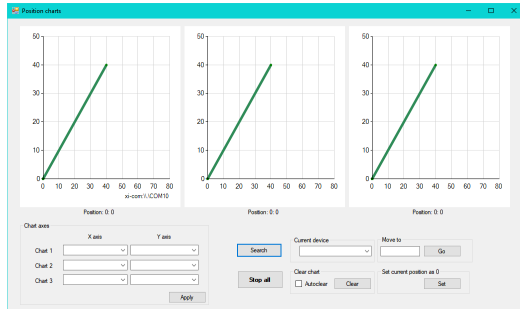 Position charts
50 50 50
40 40 40
30 30 30
20 20 20
10 10 10
0 0 0
0 10 20 30 40 50 60 70 80 0 10 20 30 40 50 60 70 80 0 10 20 30 40 50 60 70 80
xi-com:\\.\COM10
Position: 0: 0 Position: 0: 0 Position: 0: 0
Chart axes
X axis Y axis
Chart 1
Chart 2
Chart 3
Apply
Search
Stop all
Current device
Move to
Go
Clear chart
Autoclear Clear
Set current position as 0
Set